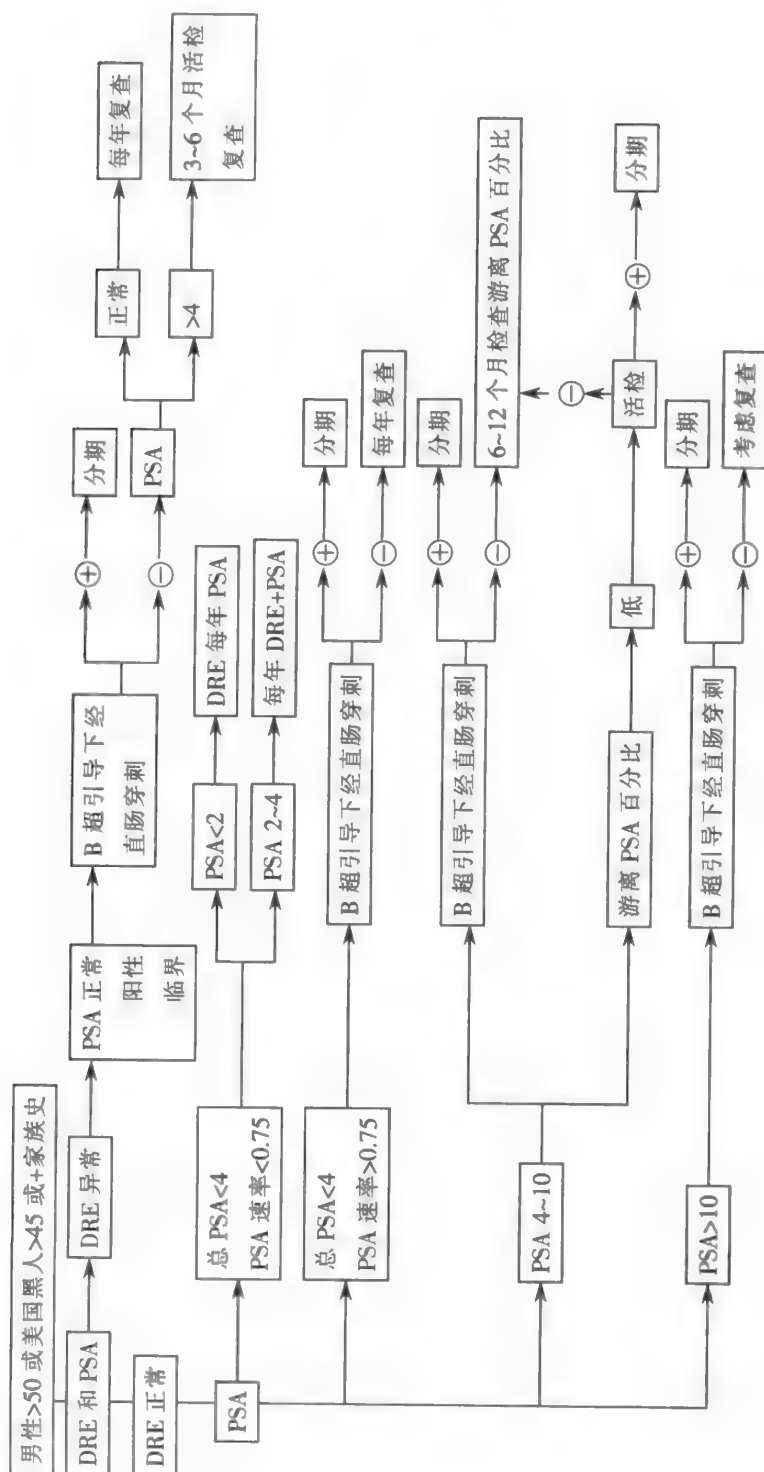 男性>50 或美国黑人>45 或+家族史
DRE 和 PSA
DRE 异常
PSA 正常
阳性
临界
B 超引导下经
直肠穿刺
+
分期
-
PSA
正常
每年复查
>4
3~6 个月活检
复查
DRE 正常
PSA
总 PSA<4
PSA 速率<0.75
PSA<2
DRE 每年 PSA
PSA 2~4
每年 DRE+PSA
总 PSA<4
PSA 速率>0.75
B 超引导下经直肠穿刺
+
分期
-
每年复查
PSA 4~10
B 超引导下经直肠穿刺
+
分期
-
6~12 个月检查游离 PSA 百分比
游离 PSA 百分比
低
活检
-
+
分期
PSA>10
B 超引导下经直肠穿刺
+
分期
-
考虑复查